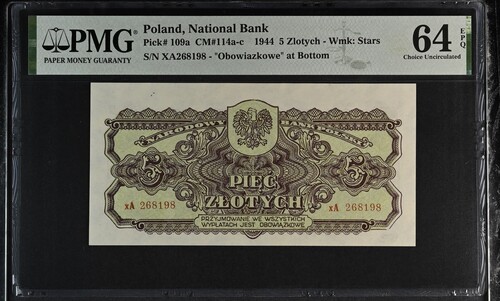 PMG
PAPER MONEY GUARANTY
Poland, National Bank
Pick# 109a CM#114a-c 1944 5 Zlotych - Wmk: Stars
S/N XA268198 - "Obowiazkowe" at Bottom
64 EPQ
Choice Uncirculated
NARODOWY BANK POLSKI
5 5
PIĘĆ
ZŁOTYCH
xA 268198 xA 268198
PRZYJMOWANIE WE WSZYSTKICH
WYPŁATACH JEST OBOWIĄZKOWE